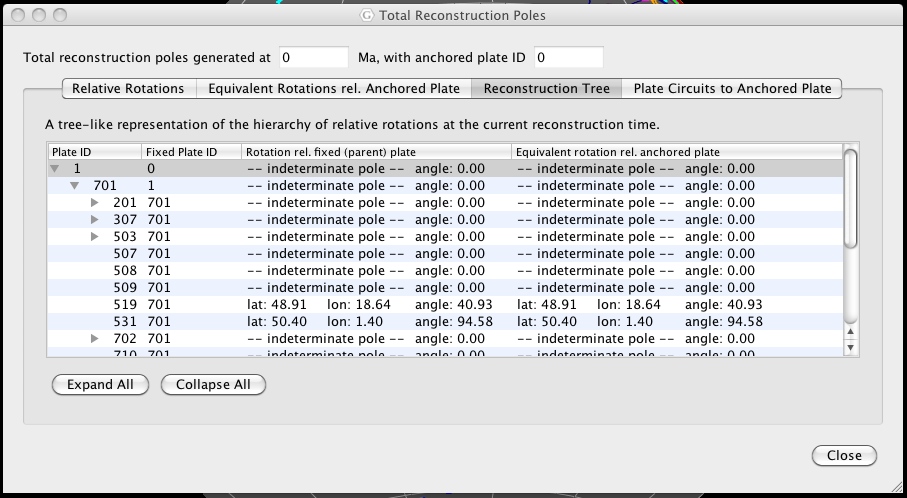 Total Reconstruction Poles
Total reconstruction poles generated at 0 Ma, with anchored plate ID 0
Relative Rotations Equivalent Rotations rel. Anchored Plate Reconstruction Tree Plate Circuits to Anchored Plate
A tree-like representation of the hierarchy of relative rotations at the current reconstruction time.
Plate ID Fixed Plate ID Rotation rel. fixed (parent) plate Equivalent rotation rel. anchored plate
1 0 -- indeterminate pole -- angle: 0.00 -- indeterminate pole -- angle: 0.00
701 1 -- indeterminate pole -- angle: 0.00 -- indeterminate pole -- angle: 0.00
201 701 -- indeterminate pole -- angle: 0.00 -- indeterminate pole -- angle: 0.00
307 701 -- indeterminate pole -- angle: 0.00 -- indeterminate pole -- angle: 0.00
503 701 -- indeterminate pole -- angle: 0.00 -- indeterminate pole -- angle: 0.00
507 701 -- indeterminate pole -- angle: 0.00 -- indeterminate pole -- angle: 0.00
508 701 -- indeterminate pole -- angle: 0.00 -- indeterminate pole -- angle: 0.00
509 701 -- indeterminate pole -- angle: 0.00 -- indeterminate pole -- angle: 0.00
519 701 lat: 48.91 lon: 18.64 angle: 40.93 lat: 48.91 lon: 18.64 angle: 40.93
531 701 lat: 50.40 lon: 1.40 angle: 94.58 lat: 50.40 lon: 1.40 angle: 94.58
702 701 -- indeterminate pole -- angle: 0.00 -- indeterminate pole -- angle: 0.00
710 701 -- indeterminate pole -- angle: 0.00 -- indeterminate pole -- angle: 0.00
Expand All Collapse All
Close